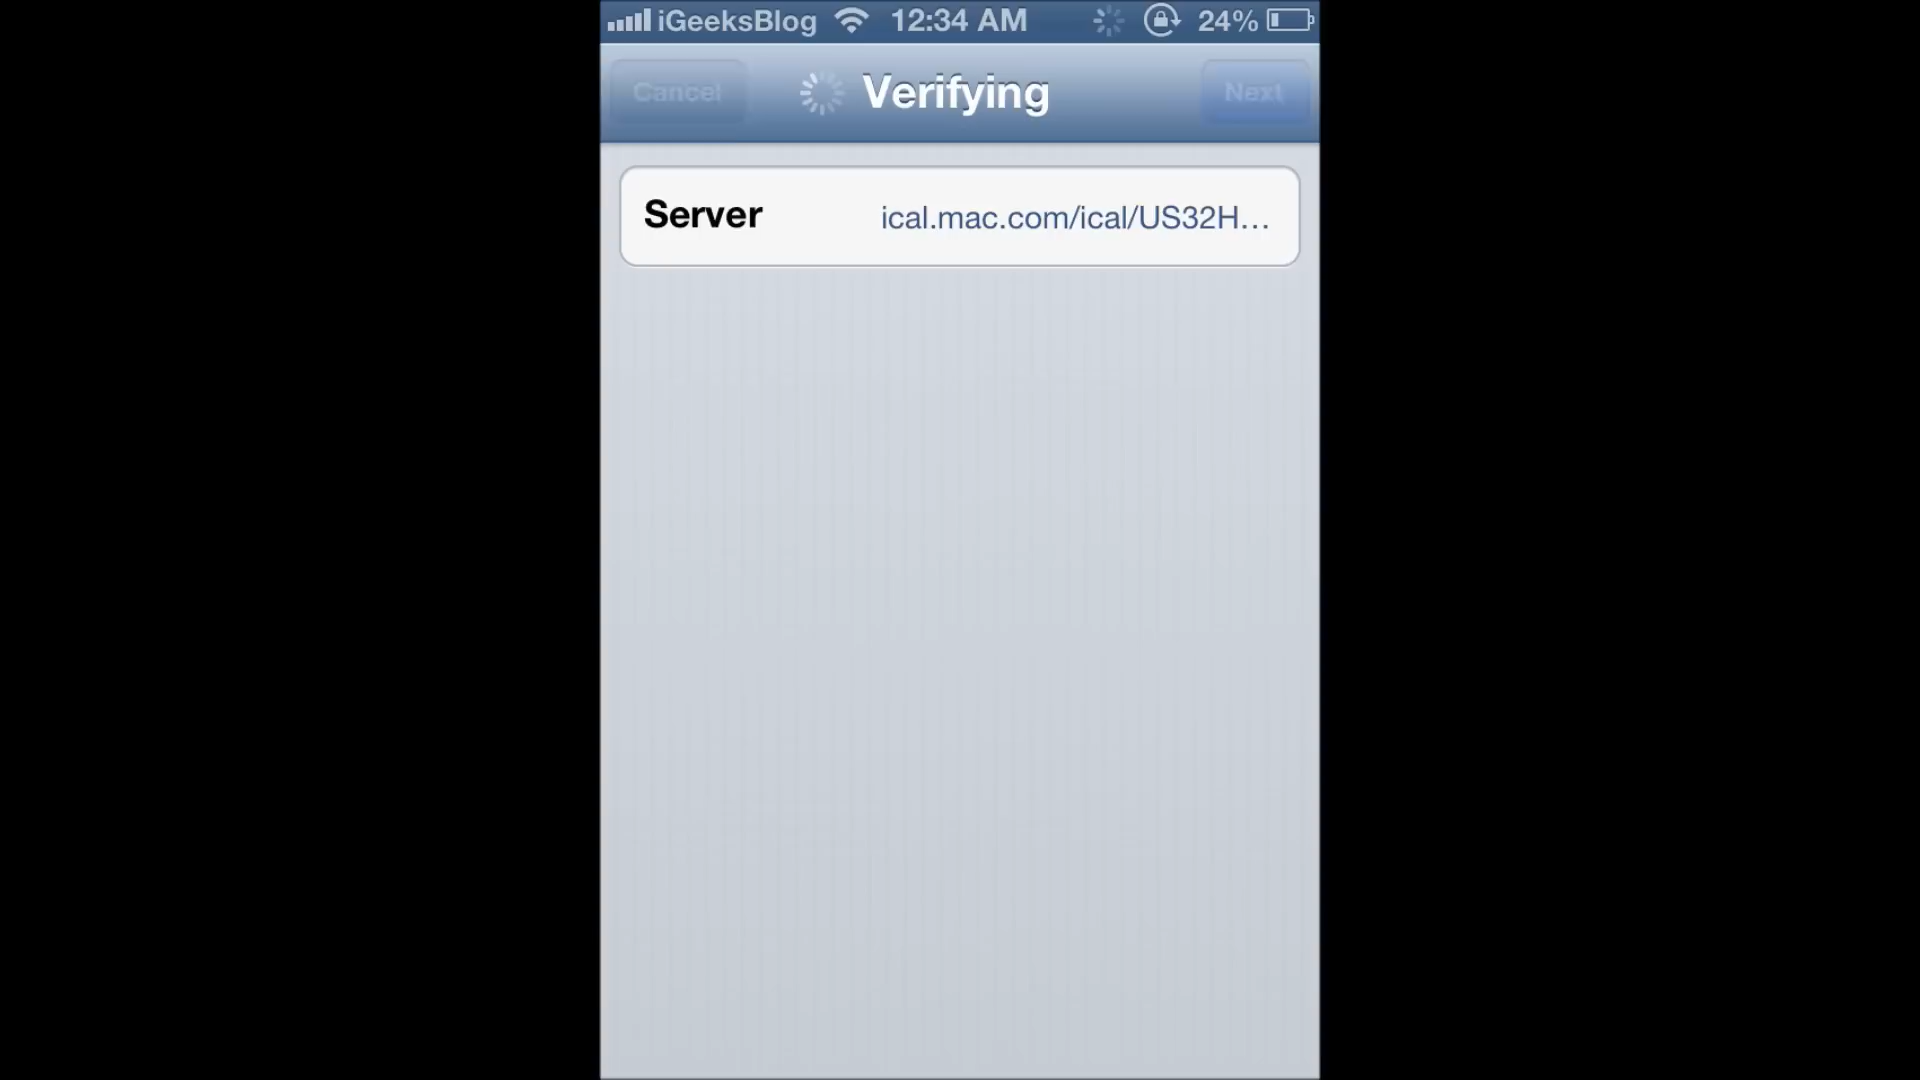 iGeeksBlog 12:34 AM 24%
Cancel Verifying Next
Server ical.mac.com/ical/US32H...